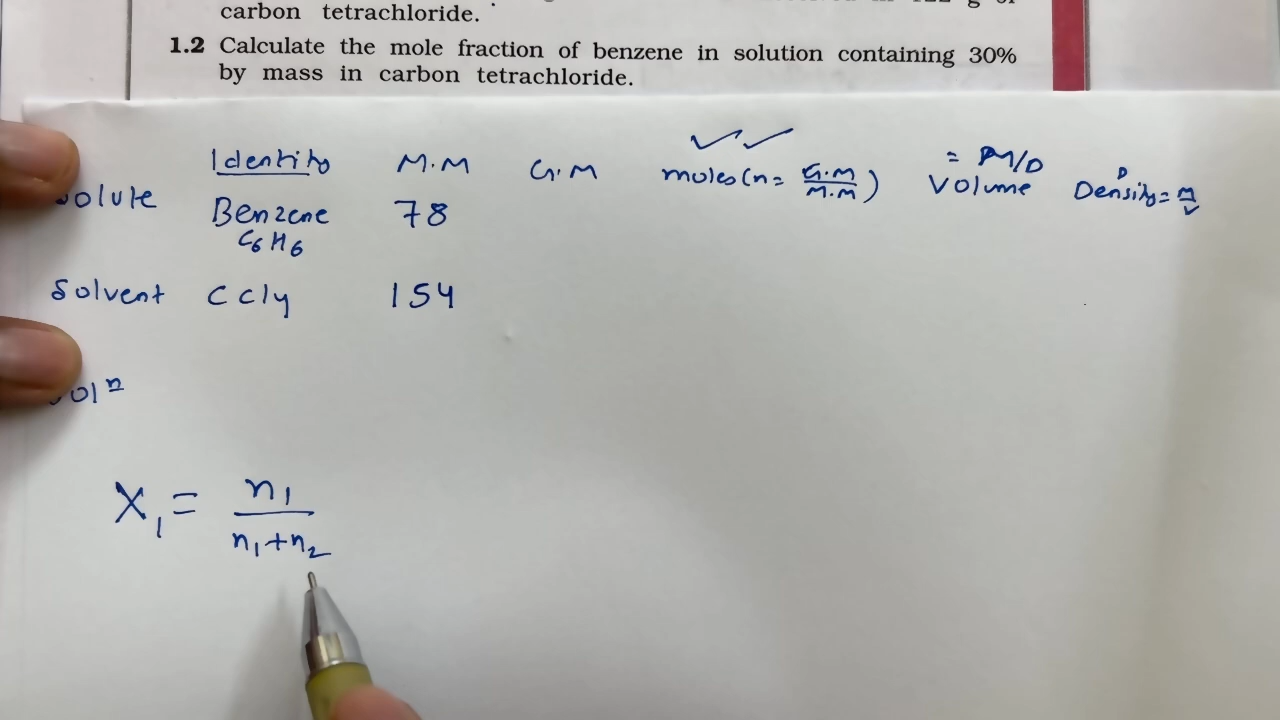 carbon tetrachloride.
1.2 Calculate the mole fraction of benzene in solution containing 30%
by mass in carbon tetrachloride.
Identity M.M G.M moles(n = G.M/M.M) Volume = M/D Density = m/v
D
olute Benzene 78
C6H6
Solvent CCl4 154
olⁿ
X₁ = n₁/(n₁+n₂)